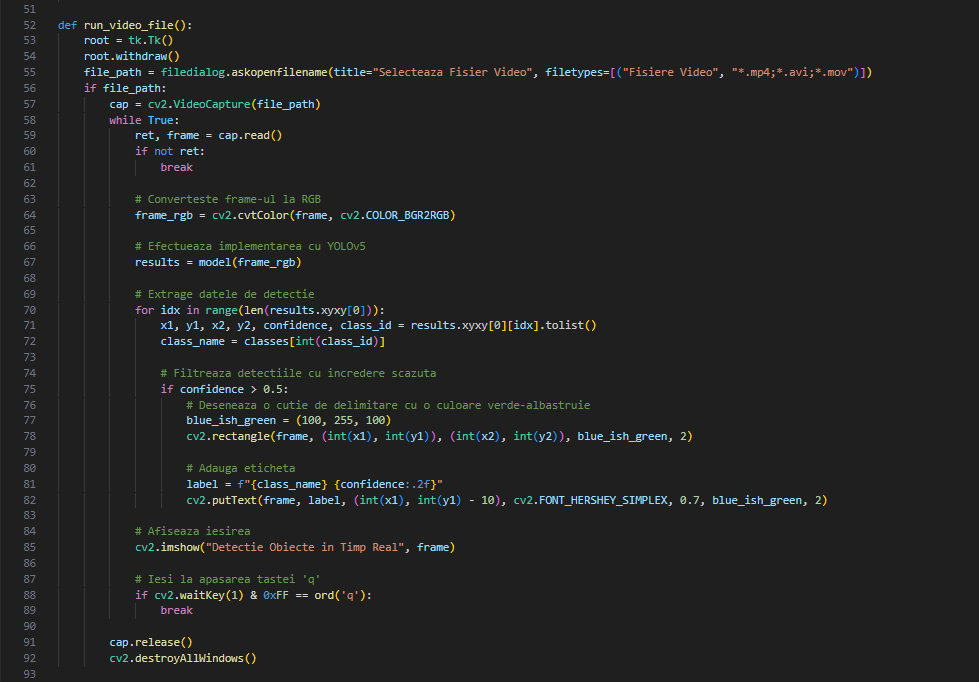 51
52 def run_video_file():
53     root = tk.Tk()
54     root.withdraw()
55     file_path = filedialog.askopenfilename(title="Selecteaza Fisier Video", filetypes=[("Fisiere Video", "*.mp4;*.avi;*.mov")])
56     if file_path:
57         cap = cv2.VideoCapture(file_path)
58         while True:
59             ret, frame = cap.read()
60             if not ret:
61                 break
62
63             # Converteste frame-ul la RGB
64             frame_rgb = cv2.cvtColor(frame, cv2.COLOR_BGR2RGB)
65
66             # Efectueaza implementarea cu YOLOv5
67             results = model(frame_rgb)
68
69             # Extrage datele de detectie
70             for idx in range(len(results.xyxy[0])):
71                 x1, y1, x2, y2, confidence, class_id = results.xyxy[0][idx].tolist()
72                 class_name = classes[int(class_id)]
73
74                 # Filtreaza detectiile cu incredere scazuta
75                 if confidence > 0.5:
76                     # Deseneaza o cutie de delimitare cu o culoare verde-albastruie
77                     blue_ish_green = (100, 255, 100)
78                     cv2.rectangle(frame, (int(x1), int(y1)), (int(x2), int(y2)), blue_ish_green, 2)
79
80                     # Adauga eticheta
81                     label = f"{class_name} {confidence:.2f}"
82                     cv2.putText(frame, label, (int(x1), int(y1) - 10), cv2.FONT_HERSHEY_SIMPLEX, 0.7, blue_ish_green, 2)
83
84             # Afiseaza iesirea
85             cv2.imshow("Detectie Obiecte in Timp Real", frame)
86
87             # Iesi la apasarea tastei 'q'
88             if cv2.waitKey(1) & 0xFF == ord('q'):
89                 break
90
91         cap.release()
92         cv2.destroyAllWindows()
93